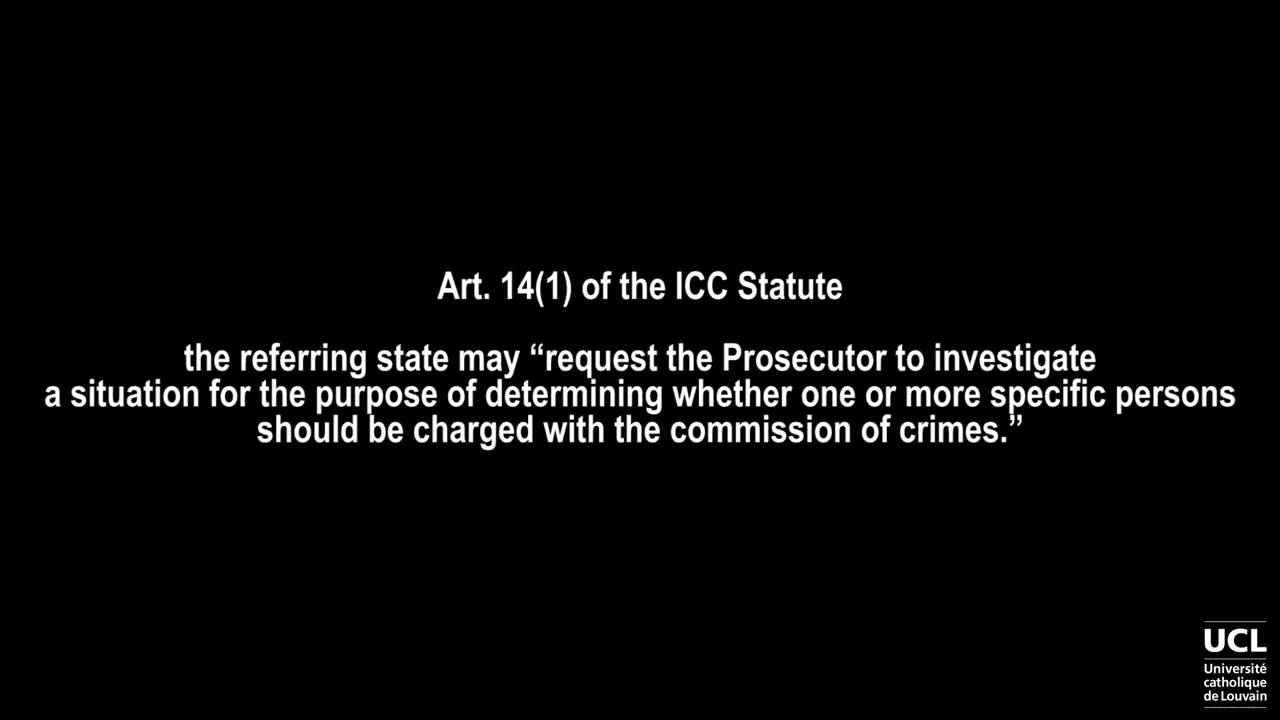 Art. 14(1) of the ICC Statute
the referring state may “request the Prosecutor to investigate
a situation for the purpose of determining whether one or more specific persons
should be charged with the commission of crimes.”
UCL
Université
catholique
de Louvain